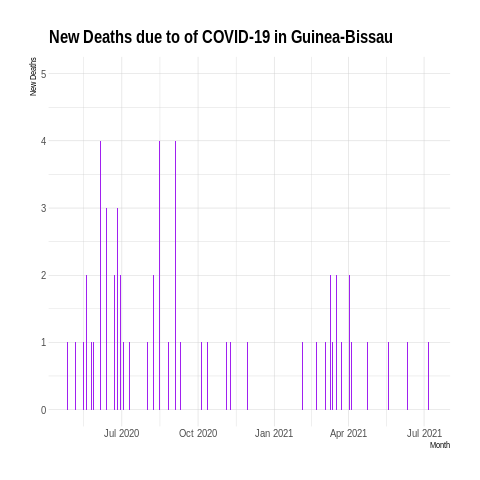 New Deaths due to of COVID-19 in Guinea-Bissau
New Deaths
5
4
3
2
1
0
Jul 2020 Oct 2020 Jan 2021 Apr 2021 Jul 2021
Month